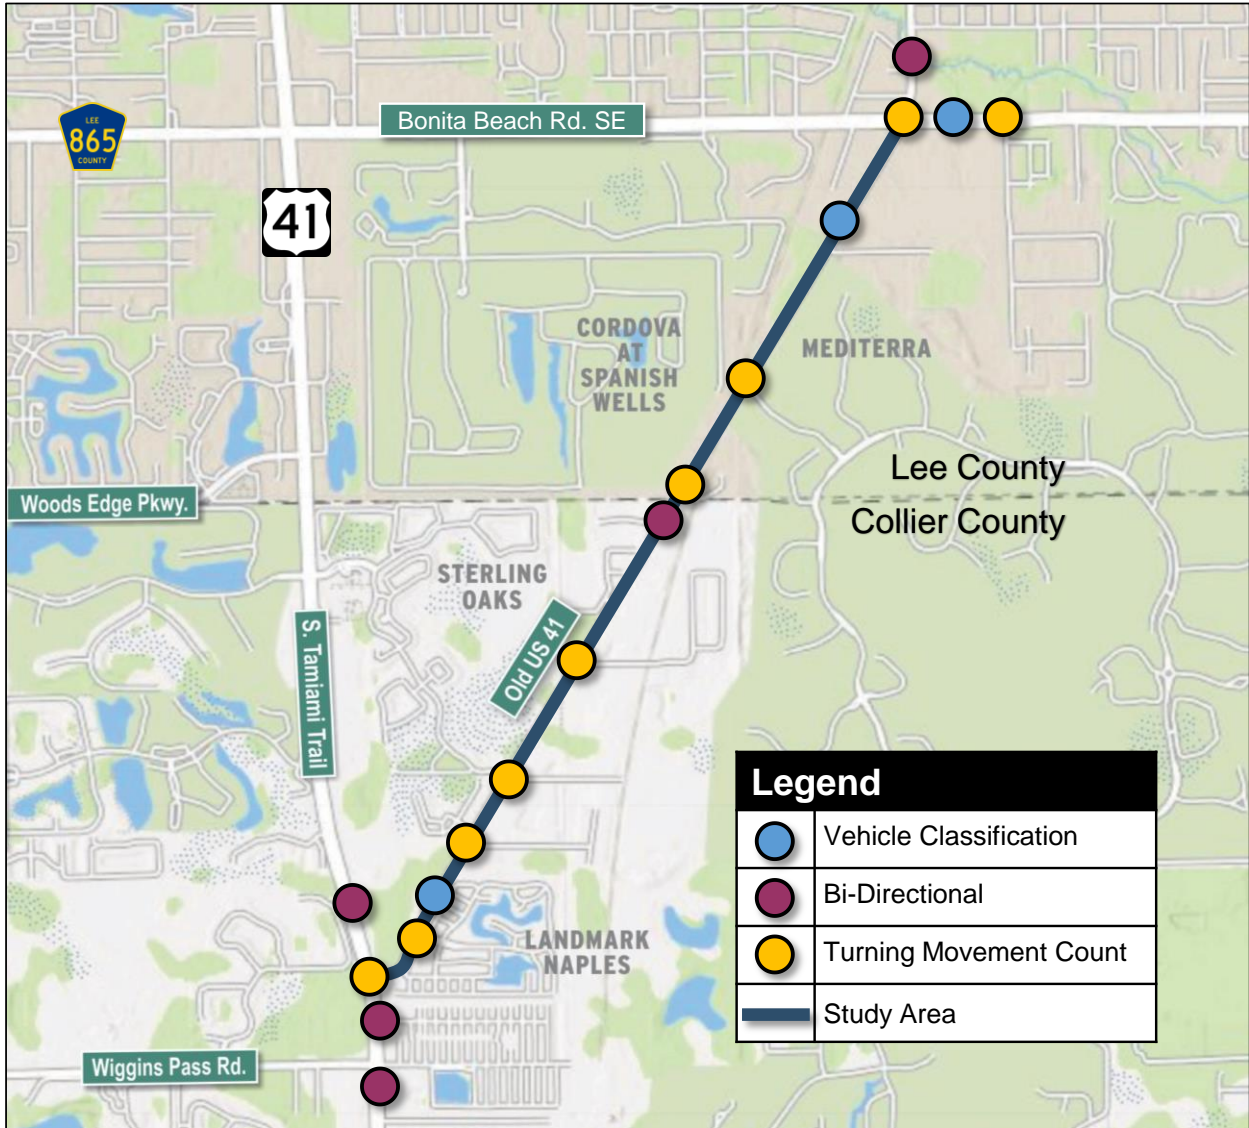 Bonita Beach Rd. SE
LEE
865
COUNTY
41
CORDOVA
AT
SPANISH
WELLS
MEDITERRA
Lee County
Woods Edge Pkwy.
Collier County
STERLING
OAKS
Old US 41
S. Tamiami Trail
Legend
Vehicle Classification
Bi-Directional
Turning Movement Count
Study Area
LANDMARK
NAPLES
Wiggins Pass Rd.